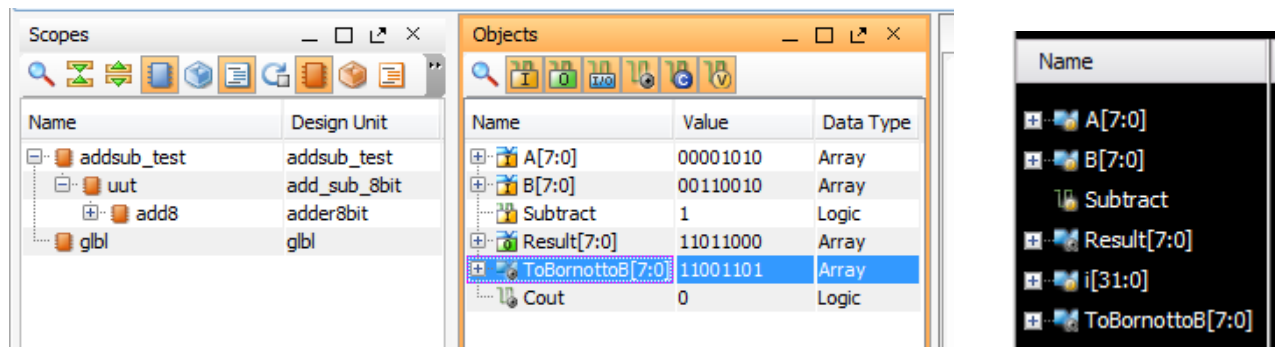 Scopes
Name Design Unit
addsub_test addsub_test
uut add_sub_8bit
add8 adder8bit
glbl glbl
Objects
I O I/O C V
Name Value Data Type
A[7:0] 00001010 Array
B[7:0] 00110010 Array
Subtract 1 Logic
Result[7:0] 11011000 Array
ToBornottoB[7:0] 11001101 Array
Cout 0 Logic
Name
A[7:0]
B[7:0]
Subtract
Result[7:0]
i[31:0]
ToBornottoB[7:0]